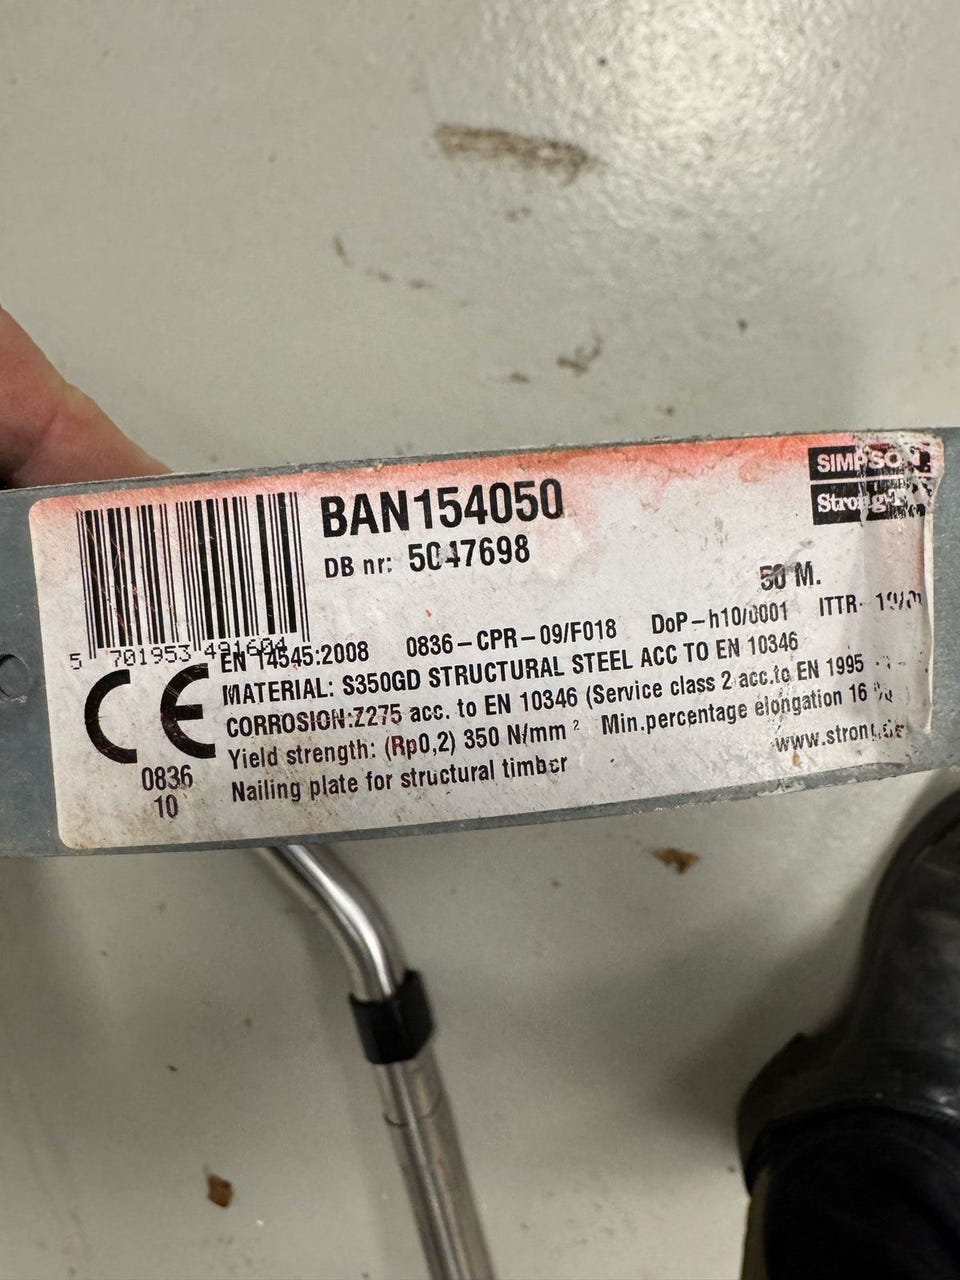 SIMPSON
Strong-Tie
BAN154050
DB nr: 5047698
50 M.
5 701953 491604
EN 14545:2008 0836-CPR-09/F018 DoP-h10/0001 ITTR-
MATERIAL: S350GD STRUCTURAL STEEL ACC TO EN 10346
CORROSION:Z275 acc. to EN 10346 (Service class 2 acc.to EN 1995
Yield strength: (Rp0,2) 350 N/mm² Min.percentage elongation 16 %
Nailing plate for structural timber
CE
0836
10